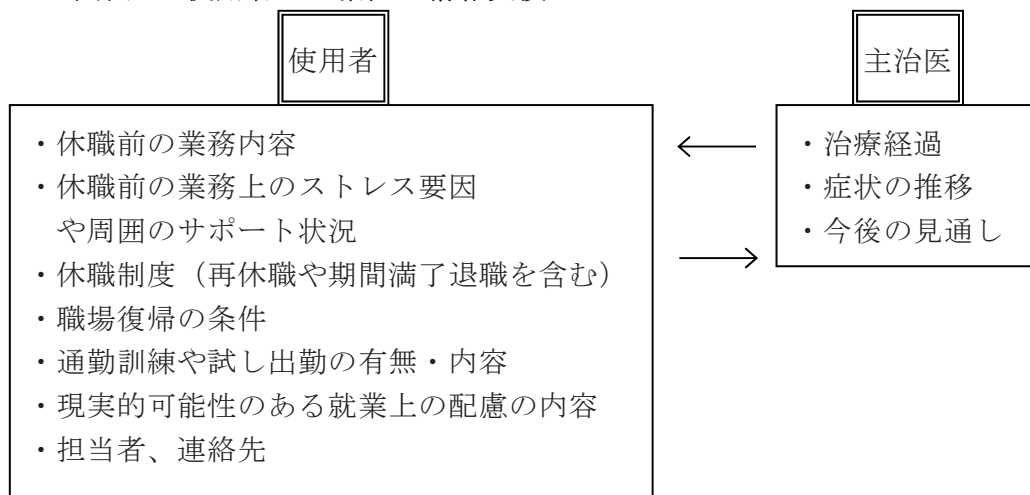 使用者
主治医
・休職前の業務内容
・休職前の業務上のストレス要因
や周囲のサポート状況
・休職制度（再休職や期間満了退職を含む）
・職場復帰の条件
・通勤訓練や試し出勤の有無・内容
・現実的可能性のある就業上の配慮の内容
・担当者、連絡先
・治療経過
・症状の推移
・今後の見通し